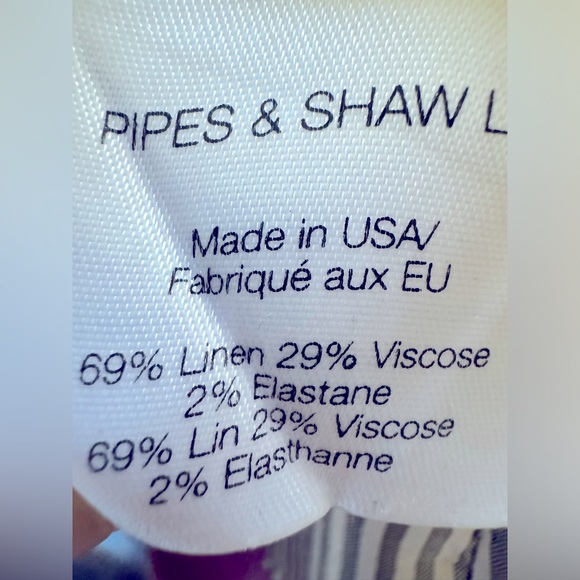 PIPES & SHAW L
Made in USA/
Fabriqué aux EU
69% Linen 29% Viscose
2% Elastane
69% Lin 29% Viscose
2% Elasthanne